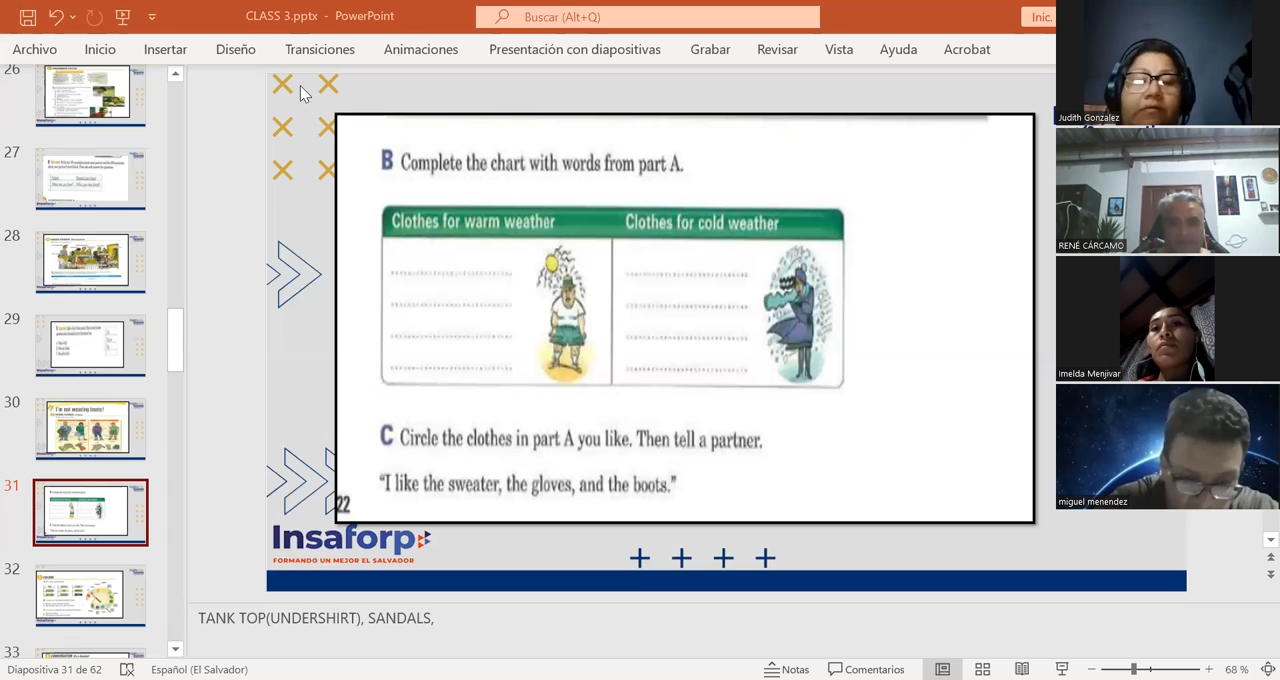 CLASS 3.pptx - PowerPoint
Buscar (Alt+Q)
Inic.
Archivo Inicio Insertar Diseño Transiciones Animaciones Presentación con diapositivas Grabar Revisar Vista Ayuda Acrobat
26
27
28
29
30
I'm not wearing boots!
31
32
33
B Complete the chart with words from part A.
Clothes for warm weather Clothes for cold weather
C Circle the clothes in part A you like. Then tell a partner.
"I like the sweater, the gloves, and the boots."
22
Insaforp
FORMANDO UN MEJOR EL SALVADOR
TANK TOP(UNDERSHIRT), SANDALS,
Judith Gonzalez
RENÉ CÁRCAMO
Imelda Menjivar
miguel menendez
Diapositiva 31 de 62 Español (El Salvador) Notas Comentarios 68 %